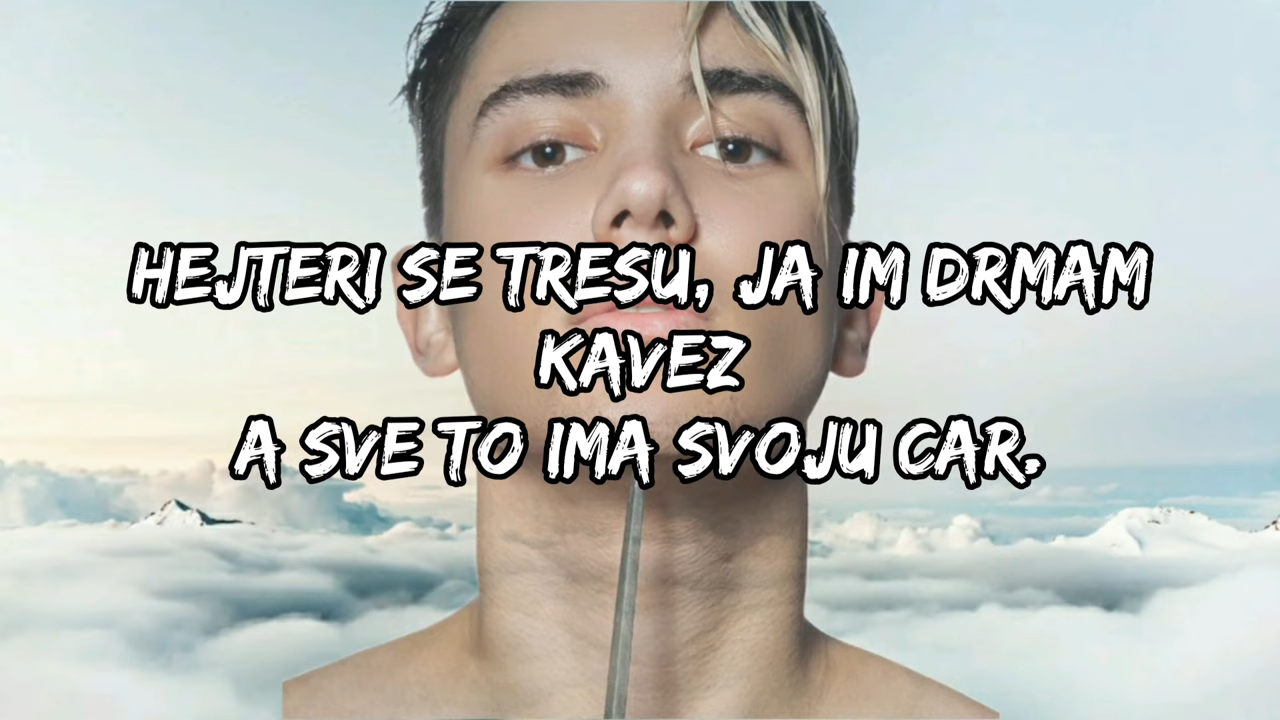 HEJTERI SE TRESU, JA IM DRMAM
KAVEZ
A SVE TO IMA SVOJU CAR.